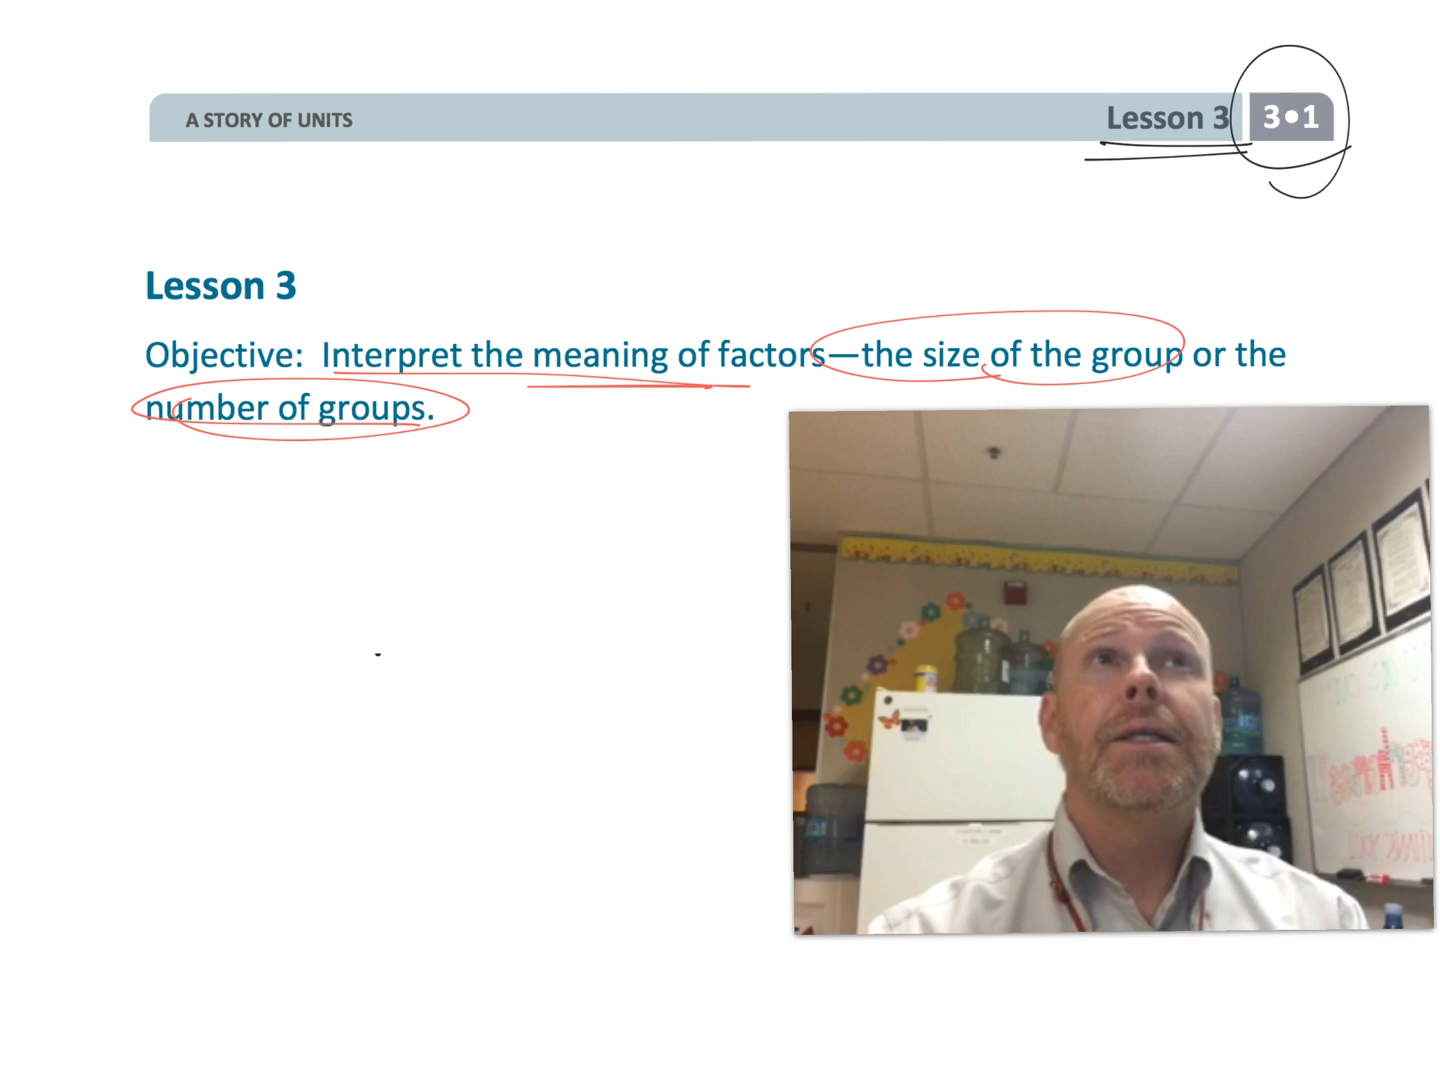 A STORY OF UNITS
Lesson 3 3•1
Lesson 3
Objective: Interpret the meaning of factors—the size of the group or the
number of groups.